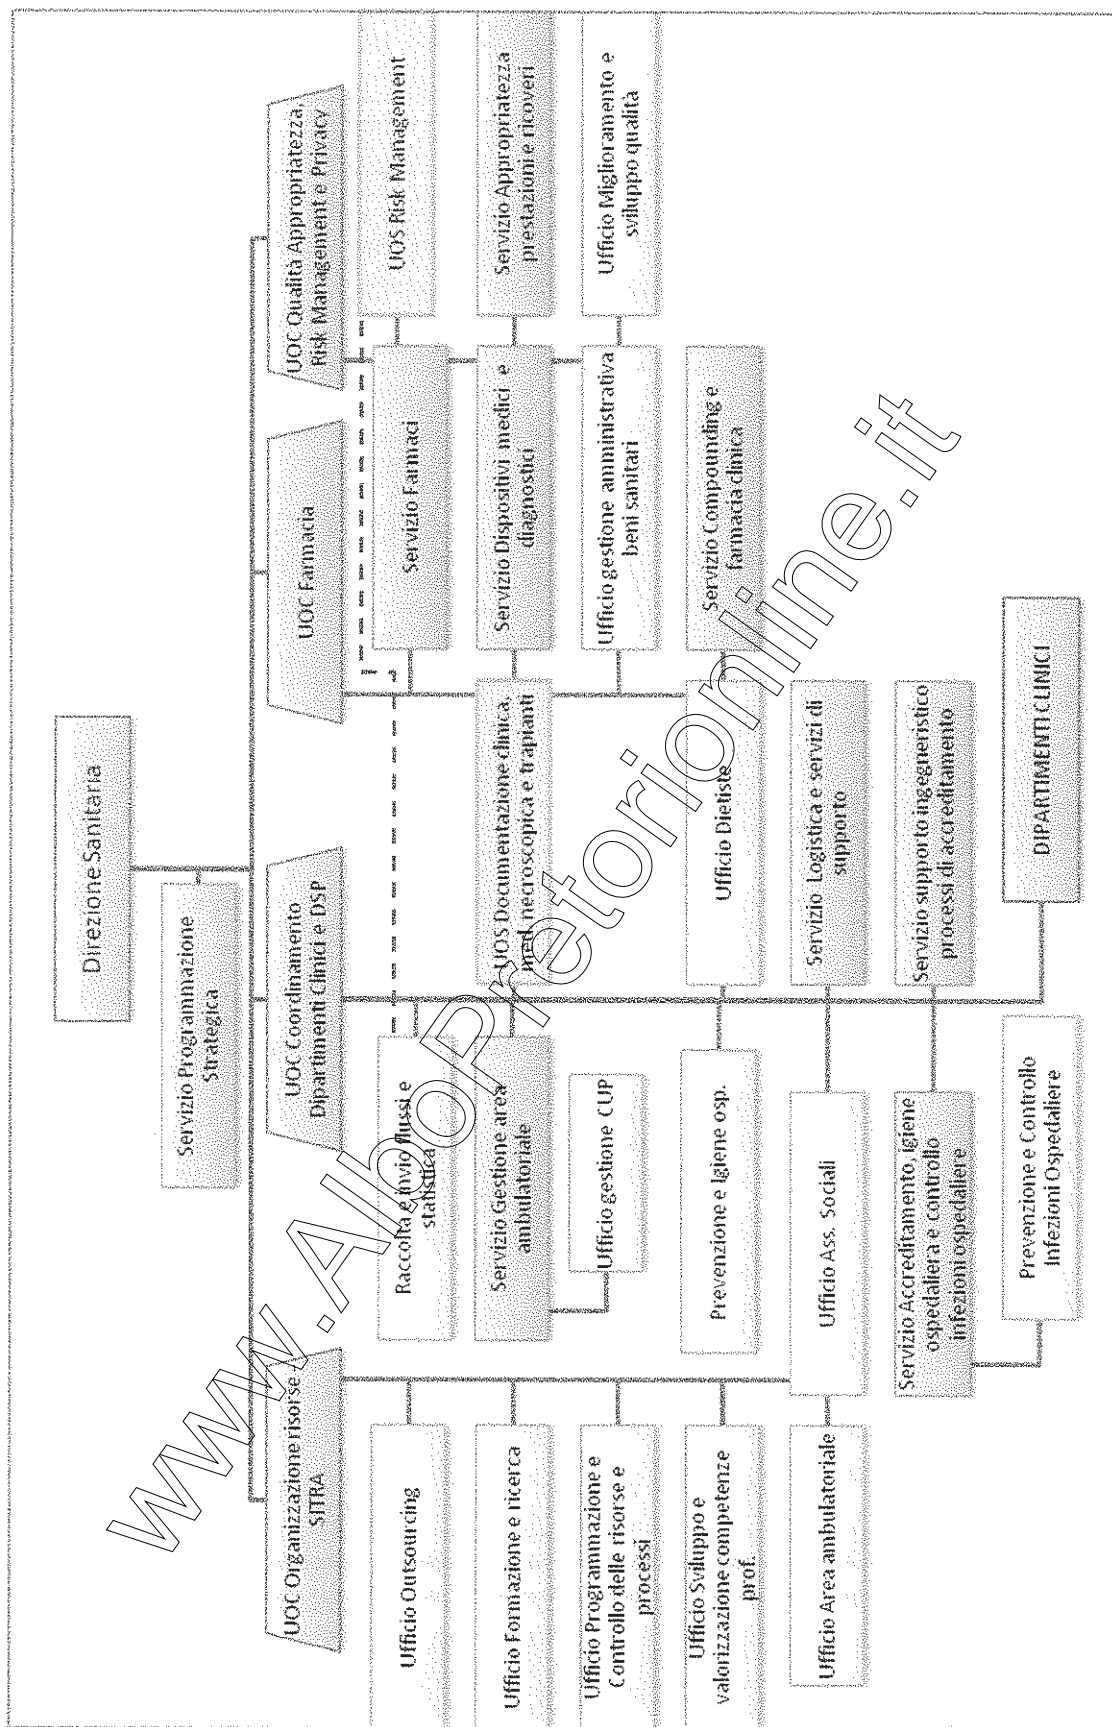 Direzione Sanitaria
Servizio Programmazione
Strategica
UOC Organizzazione risorse -
SITRA
UOC Coordinamento
Dipartimenti Clinici e DSP
UOC Farmacia
UOC Qualità Appropriatezza,
Risk Management e Privacy
Ufficio Outsourcing
Raccolta e invio flussi e
statistica
Servizio Farmaci
UOS Risk Management
Ufficio Formazione e ricerca
Servizio Gestione area
ambulatoriale
UOS Documentazione clinica,
med. necroscopica e trapianti
Servizio Dispositivi medici e
diagnostici
Servizio Appropriatezza
prestazioni e ricoveri
Ufficio Programmazione e
Controllo delle risorse e
processi
Ufficio gestione CUP
Ufficio gestione amministrativa
beni sanitari
Ufficio Miglioramento e
sviluppo qualità
Ufficio Sviluppo e
valorizzazione competenze
prof.
Prevenzione e Igiene osp.
Ufficio Dietiste
Servizio Compounding e
farmacia clinica
Ufficio Area ambulatoriale
Ufficio Ass. Sociali
Servizio Logistica e servizi di
supporto
Servizio Accreditamento, igiene
ospedaliera e controllo
infezioni ospedaliere
Servizio supporto ingegneristico
processi di accreditamento
Prevenzione e Controllo
Infezioni Ospedaliere
DIPARTIMENTI CLINICI
www.AlboPretorionline.it